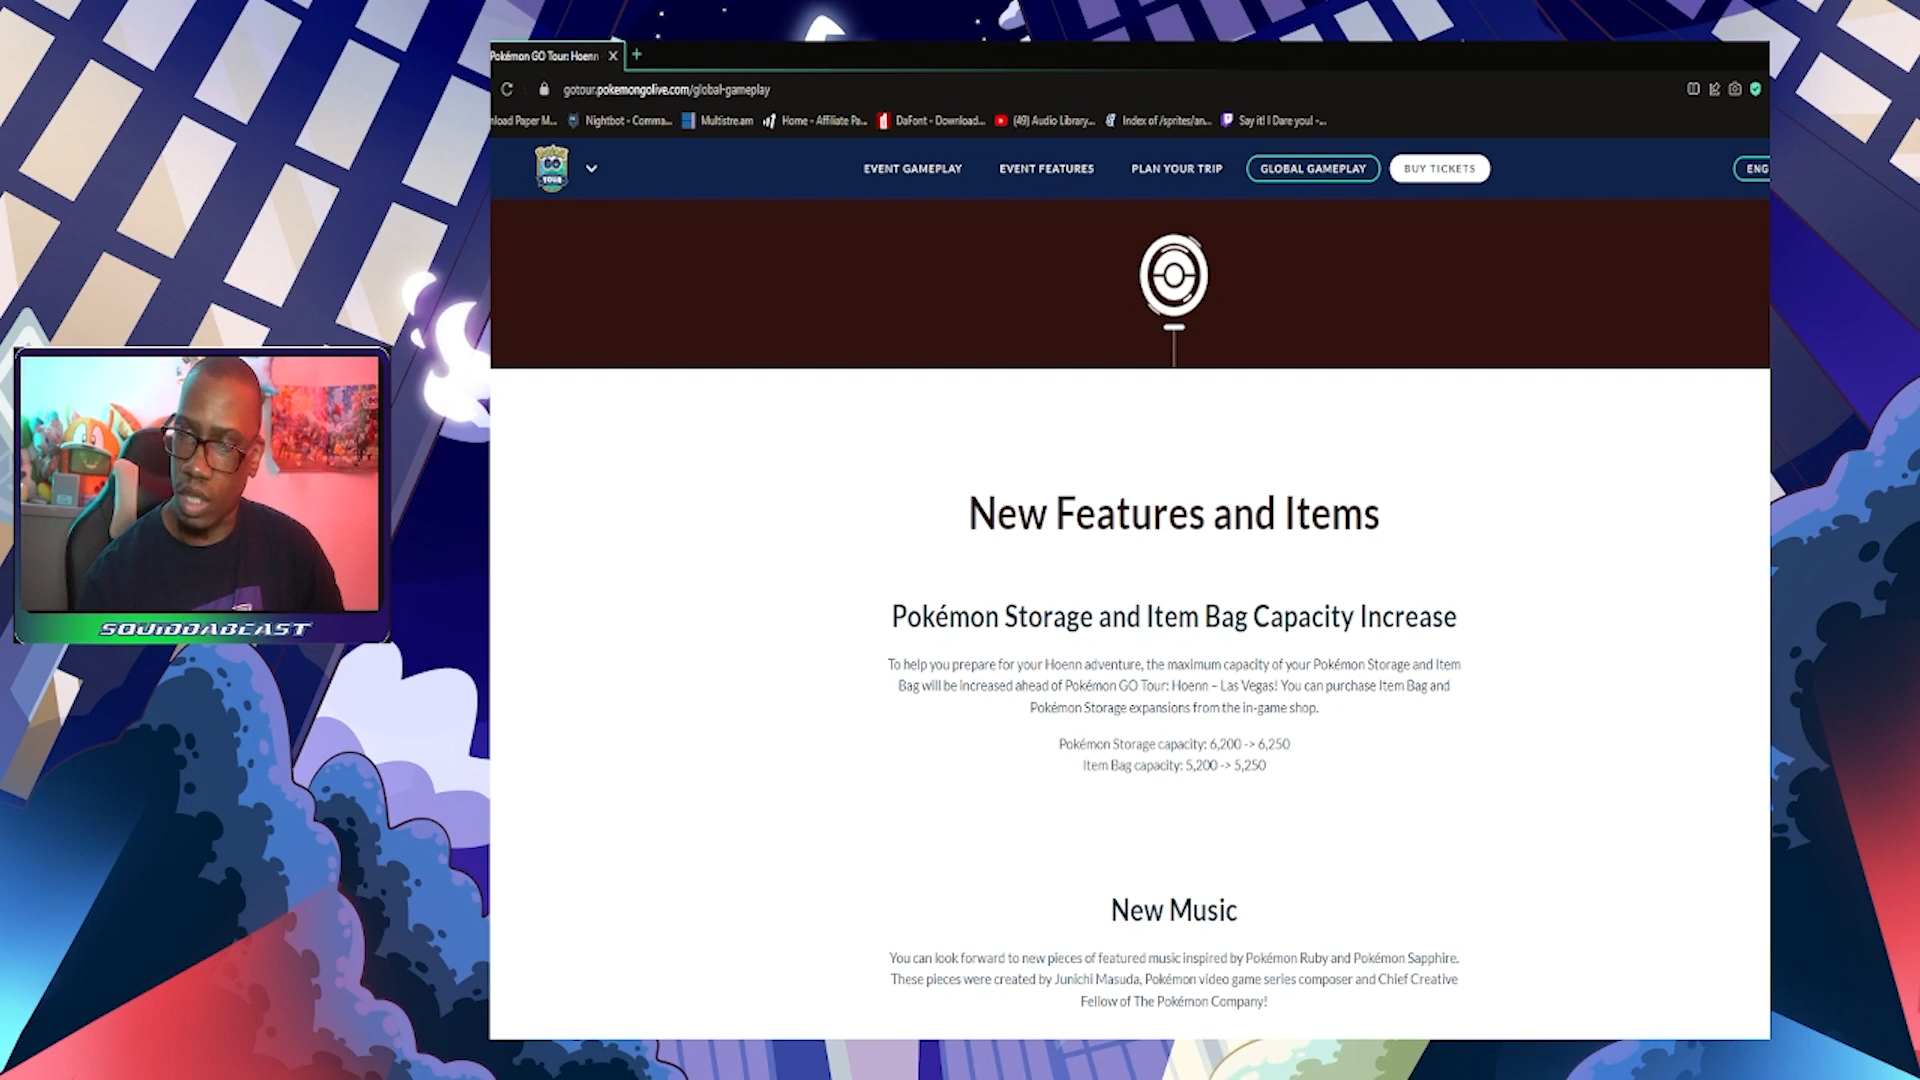 Pokémon GO Tour: Hoenn
gotour.pokemongolive.com/global-gameplay
nload Paper M... Nightbot - Comma... Multistre.am Home - Affiliate Pa... DaFont - Download... (49) Audio Library... Index of /sprites/an... Say it! I Dare you! -...
TOUR EVENT GAMEPLAY EVENT FEATURES PLAN YOUR TRIP GLOBAL GAMEPLAY BUY TICKETS ENG
New Features and Items
Pokémon Storage and Item Bag Capacity Increase
To help you prepare for your Hoenn adventure, the maximum capacity of your Pokémon Storage and Item
Bag will be increased ahead of Pokémon GO Tour: Hoenn – Las Vegas! You can purchase Item Bag and
Pokémon Storage expansions from the in-game shop.
Pokémon Storage capacity: 6,200 -> 6,250
Item Bag capacity: 5,200 -> 5,250
New Music
You can look forward to new pieces of featured music inspired by Pokémon Ruby and Pokémon Sapphire.
These pieces were created by Junichi Masuda, Pokémon video game series composer and Chief Creative
Fellow of The Pokémon Company!
SQUIDDABEAST